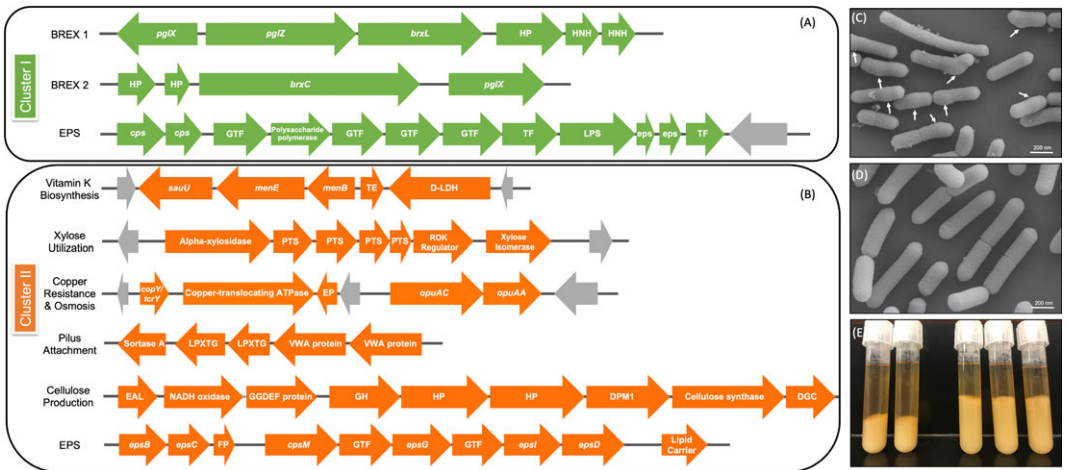 (A)
Cluster I
BREX 1
pglX
pglZ
brxL
HP
HNH
HNH
BREX 2
HP
HP
brxC
pglX
EPS
cps
cps
GTF
Polysaccharide
polymerase
GTF
GTF
GTF
TF
LPS
eps
eps
TF
(B)
Cluster II
Vitamin K
Biosynthesis
sauU
menE
menB
TE
D-LDH
Xylose
Utilization
Alpha-xylosidase
PTS
PTS
PTS
PTS
ROK
Regulator
Xylose
Isomerase
Copper
Resistance
& Osmosis
copY/
tcrY
Copper-translocating ATPase
EP
opuAC
opuAA
Pilus
Attachment
Sortase A
LPXTG
LPXTG
VWA protein
VWA protein
Cellulose
Production
EAL
NADH oxidase
GGDEF protein
GH
HP
HP
DPM1
Cellulose synthase
DGC
EPS
epsB
epsC
FP
cpsM
GTF
epsG
GTF
epsI
epsD
Lipid
Carrier
(C)
200 nm
(D)
200 nm
(E)